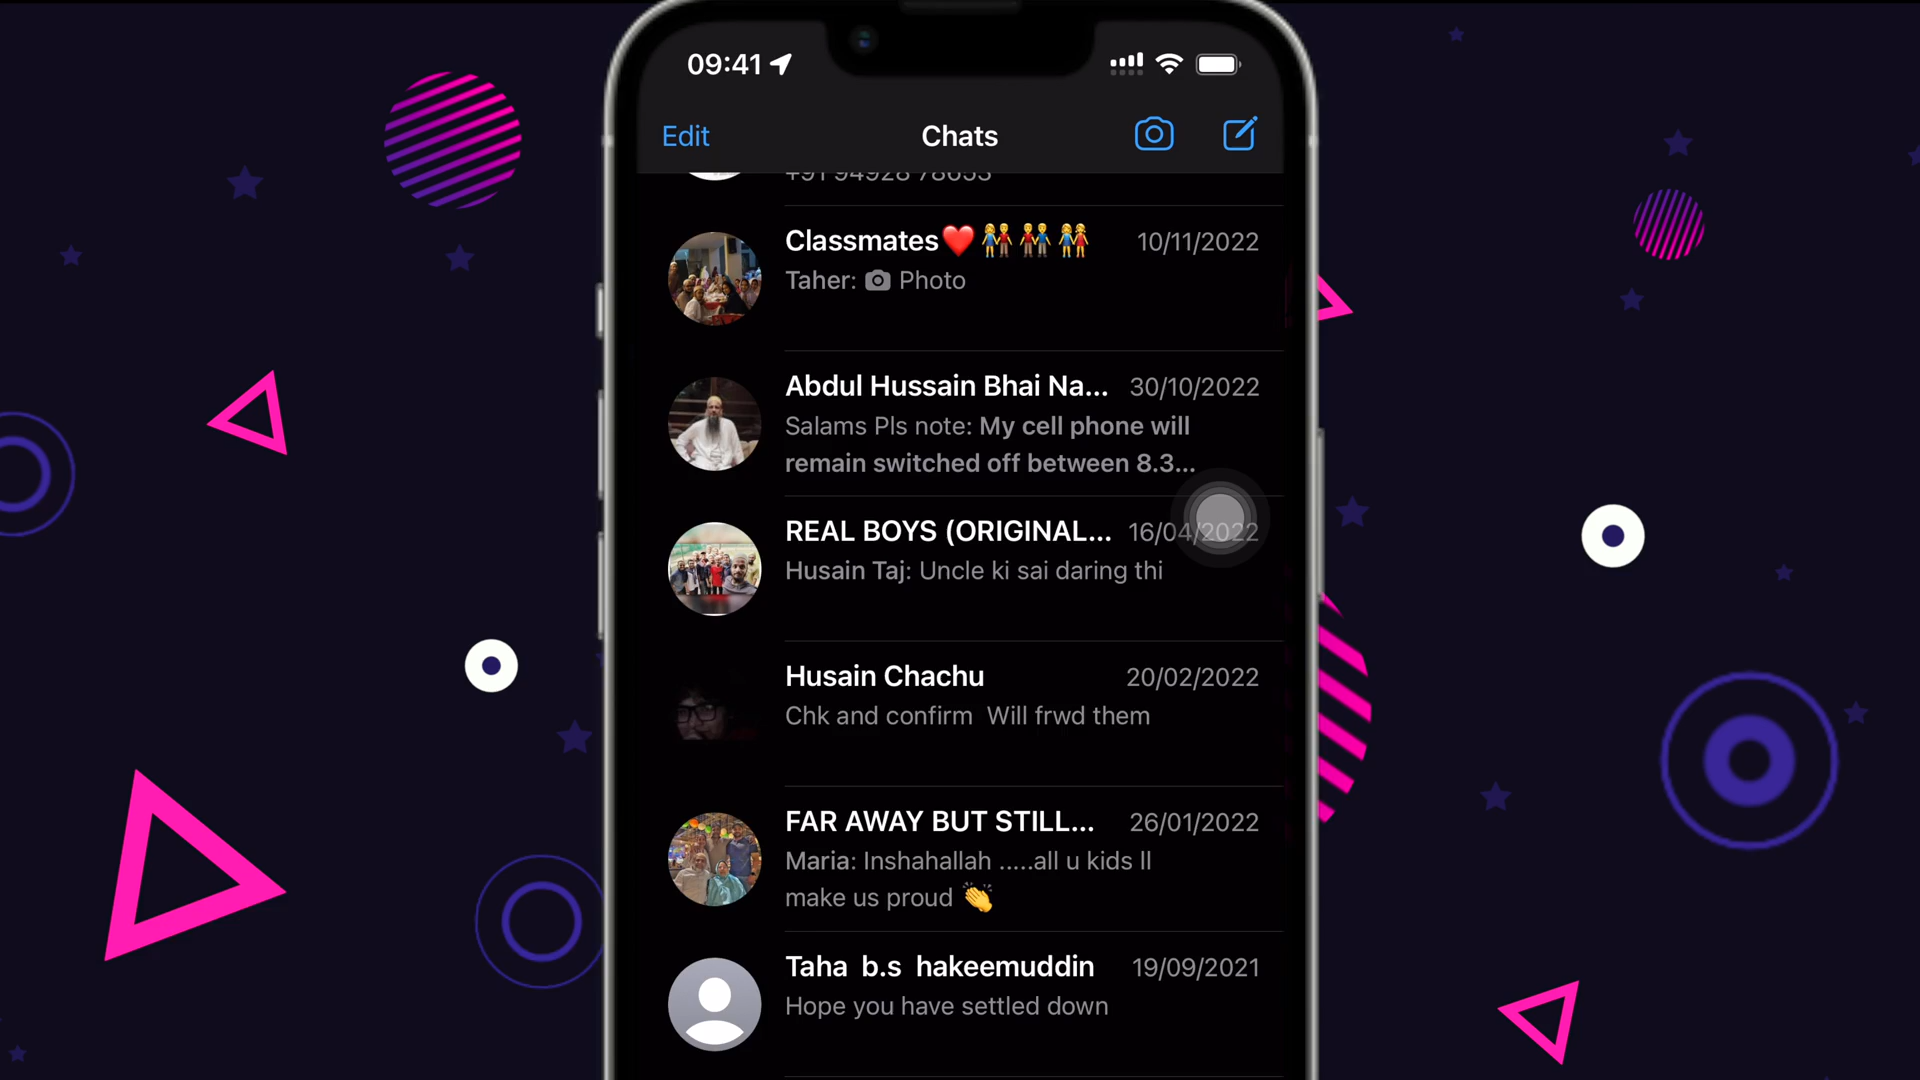 09:41
Edit
Chats
+91 94928 78653
Classmates❤️👫👬👭 10/11/2022
Taher: 📷 Photo
Abdul Hussain Bhai Na... 30/10/2022
Salams Pls note: My cell phone will
remain switched off between 8.3...
REAL BOYS (ORIGINAL... 16/04/2022
Husain Taj: Uncle ki sai daring thi
Husain Chachu 20/02/2022
Chk and confirm Will frwd them
FAR AWAY BUT STILL... 26/01/2022
Maria: Inshahallah .....all u kids ll
make us proud 👏
Taha b.s hakeemuddin 19/09/2021
Hope you have settled down